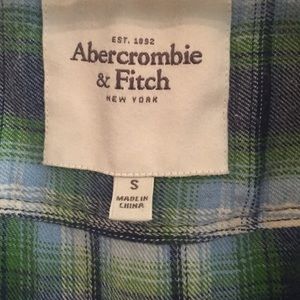 EST. 1892
Abercrombie
& Fitch
NEW YORK
S
MADE IN
CHINA